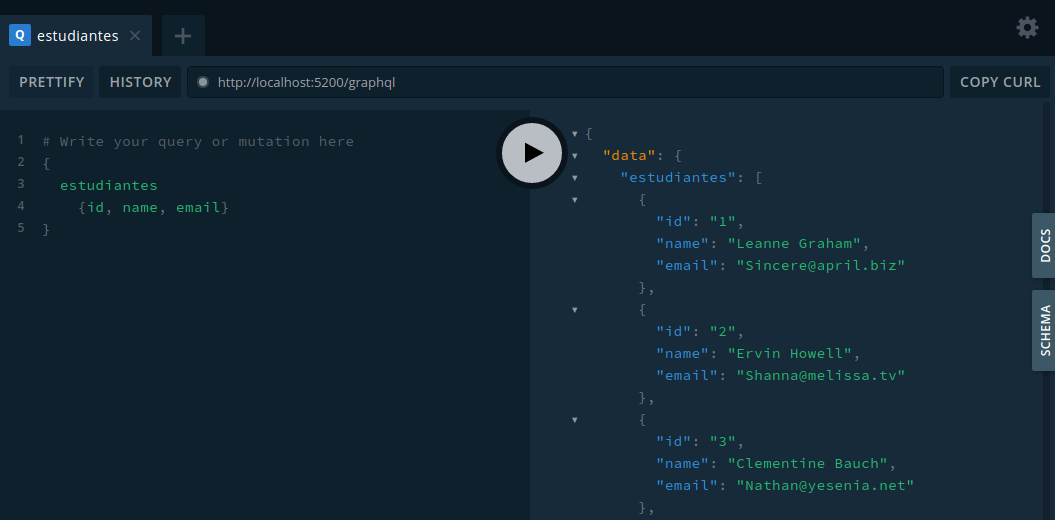 Q estudiantes
PRETTIFY HISTORY http://localhost:5200/graphql COPY CURL
1 # Write your query or mutation here
2 {
3 estudiantes
4 {id, name, email}
5 }
{
"data": {
"estudiantes": [
{
"id": "1",
"name": "Leanne Graham",
"email": "Sincere@april.biz"
},
{
"id": "2",
"name": "Ervin Howell",
"email": "Shanna@melissa.tv"
},
{
"id": "3",
"name": "Clementine Bauch",
"email": "Nathan@yesenia.net"
},
DOCS
SCHEMA